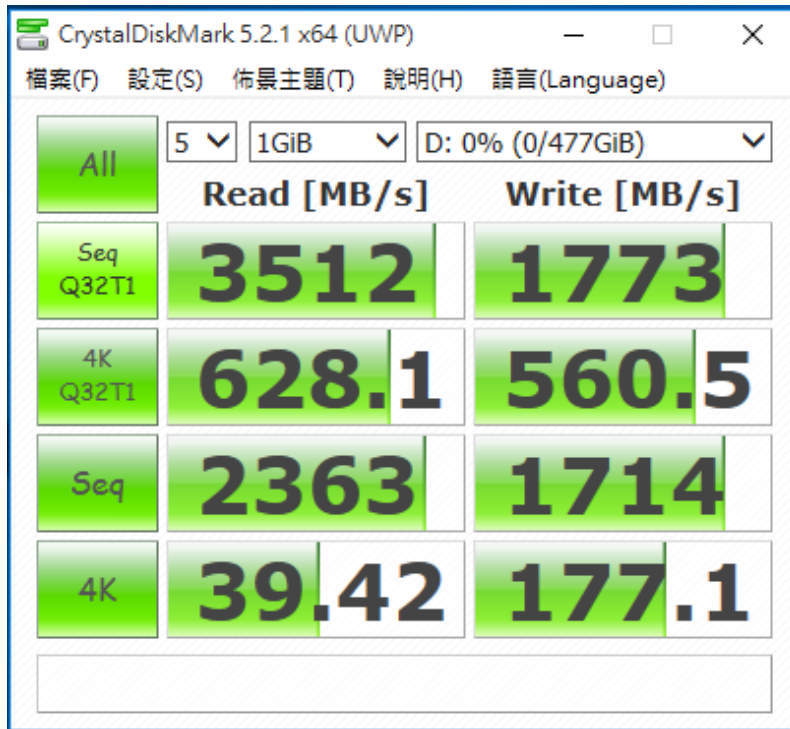 CrystalDiskMark 5.2.1 x64 (UWP)
檔案(F) 設定(S) 佈景主題(T) 說明(H) 語言(Language)
All 5 1GiB D: 0% (0/477GiB)
Read [MB/s] Write [MB/s]
Seq
Q32T1
3512 1773
4K
Q32T1
628.1 560.5
Seq 2363 1714
4K 39.42 177.1